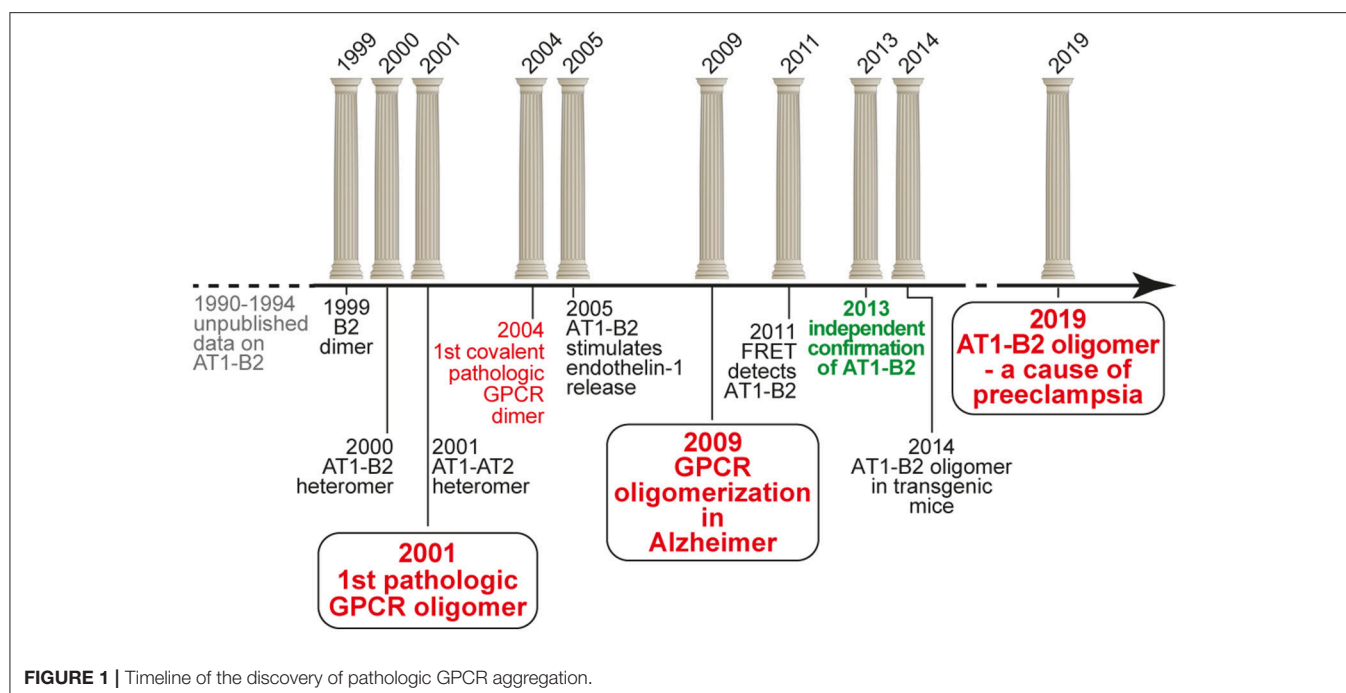 1999
2000
2001
2004
2005
2009
2011
2013
2014
2019
1990-1994
unpublished
data on
AT1-B2
1999
B2
dimer
2000
AT1-B2
heteromer
2001
AT1-AT2
heteromer
2001
1st pathologic
GPCR oligomer
2004
1st covalent
pathologic
GPCR
dimer
2005
AT1-B2
stimulates
endothelin-1
release
2009
GPCR
oligomerization
in
Alzheimer
2011
FRET
detects
AT1-B2
2013
independent
confirmation
of AT1-B2
2014
AT1-B2 oligomer
in transgenic
mice
2019
AT1-B2 oligomer
- a cause of
preeclampsia
FIGURE 1 | Timeline of the discovery of pathologic GPCR aggregation.